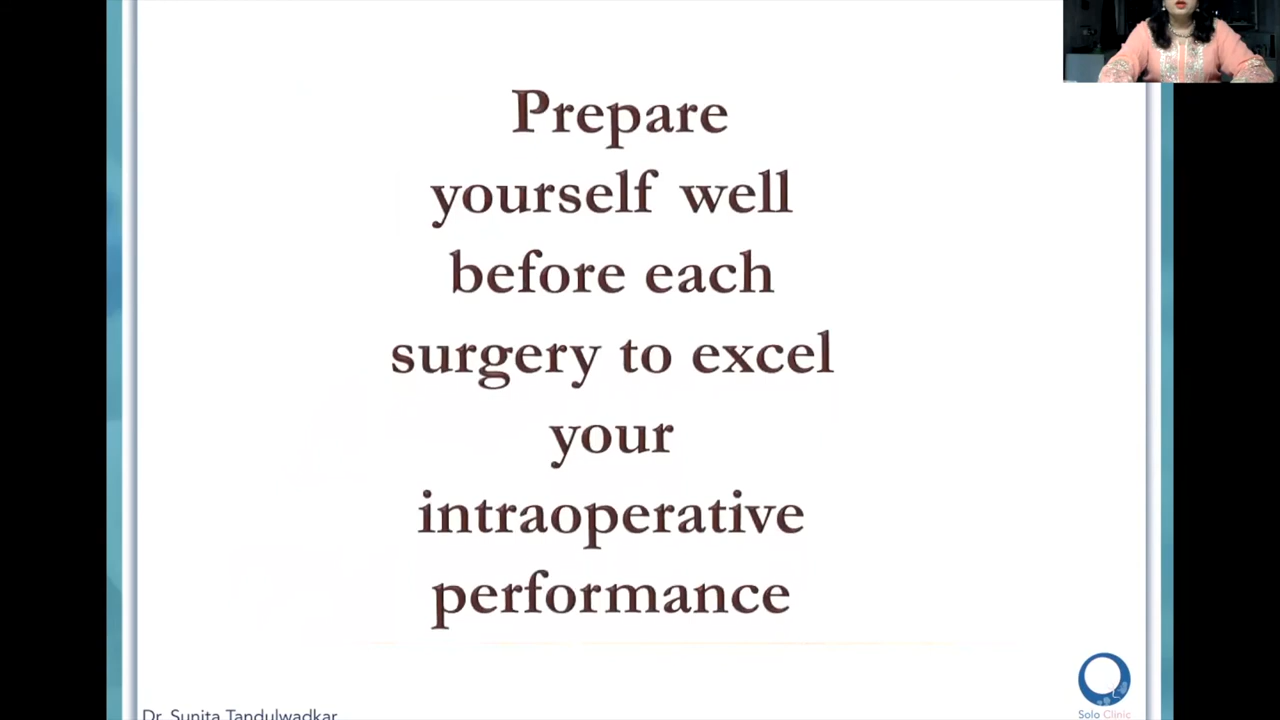 Prepare
yourself well
before each
surgery to excel
your
intraoperative
performance
Dr. Sunita Tandulwadkar
Solo Clinic